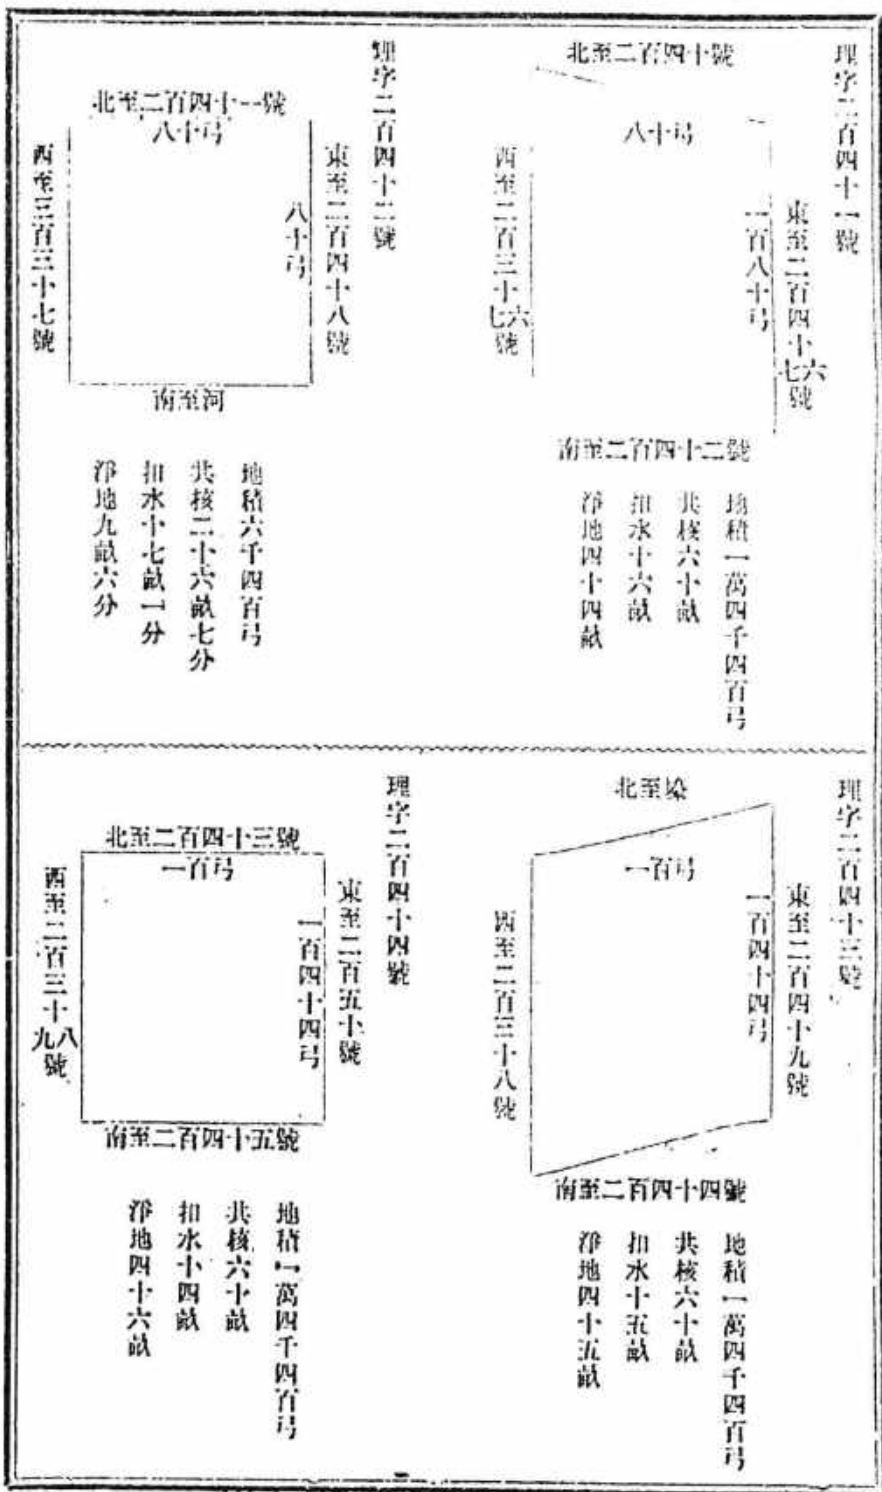 理字二百四十一號
北至二百四十號
八十弓
東至二百四十七六號
一百八十弓
西至二百三十七六號
南至二百四十二號
地積一萬四千四百弓
共核六十畝
扣水十六畝
淨地四十四畝
理字二百四十二號
北至二百四十一號
八十弓
東至二百四十八號
八十弓
西至三百三十七號
南至河
地積六千四百弓
共核二十六畝七分
扣水十七畝一分
淨地九畝六分
理字二百四十三號
北至垛
一百弓
東至二百四十九號
一百四十四弓
西至二百三十八號
南至二百四十四號
地積一萬四千四百弓
共核六十畝
扣水十五畝
淨地四十五畝
理字二百四十四號
北至二百四十三號
一百弓
東至二百五十號
一百四十四弓
西至二百三十九八號
南至二百四十五號
地積一萬四千四百弓
共核六十畝
扣水十四畝
淨地四十六畝